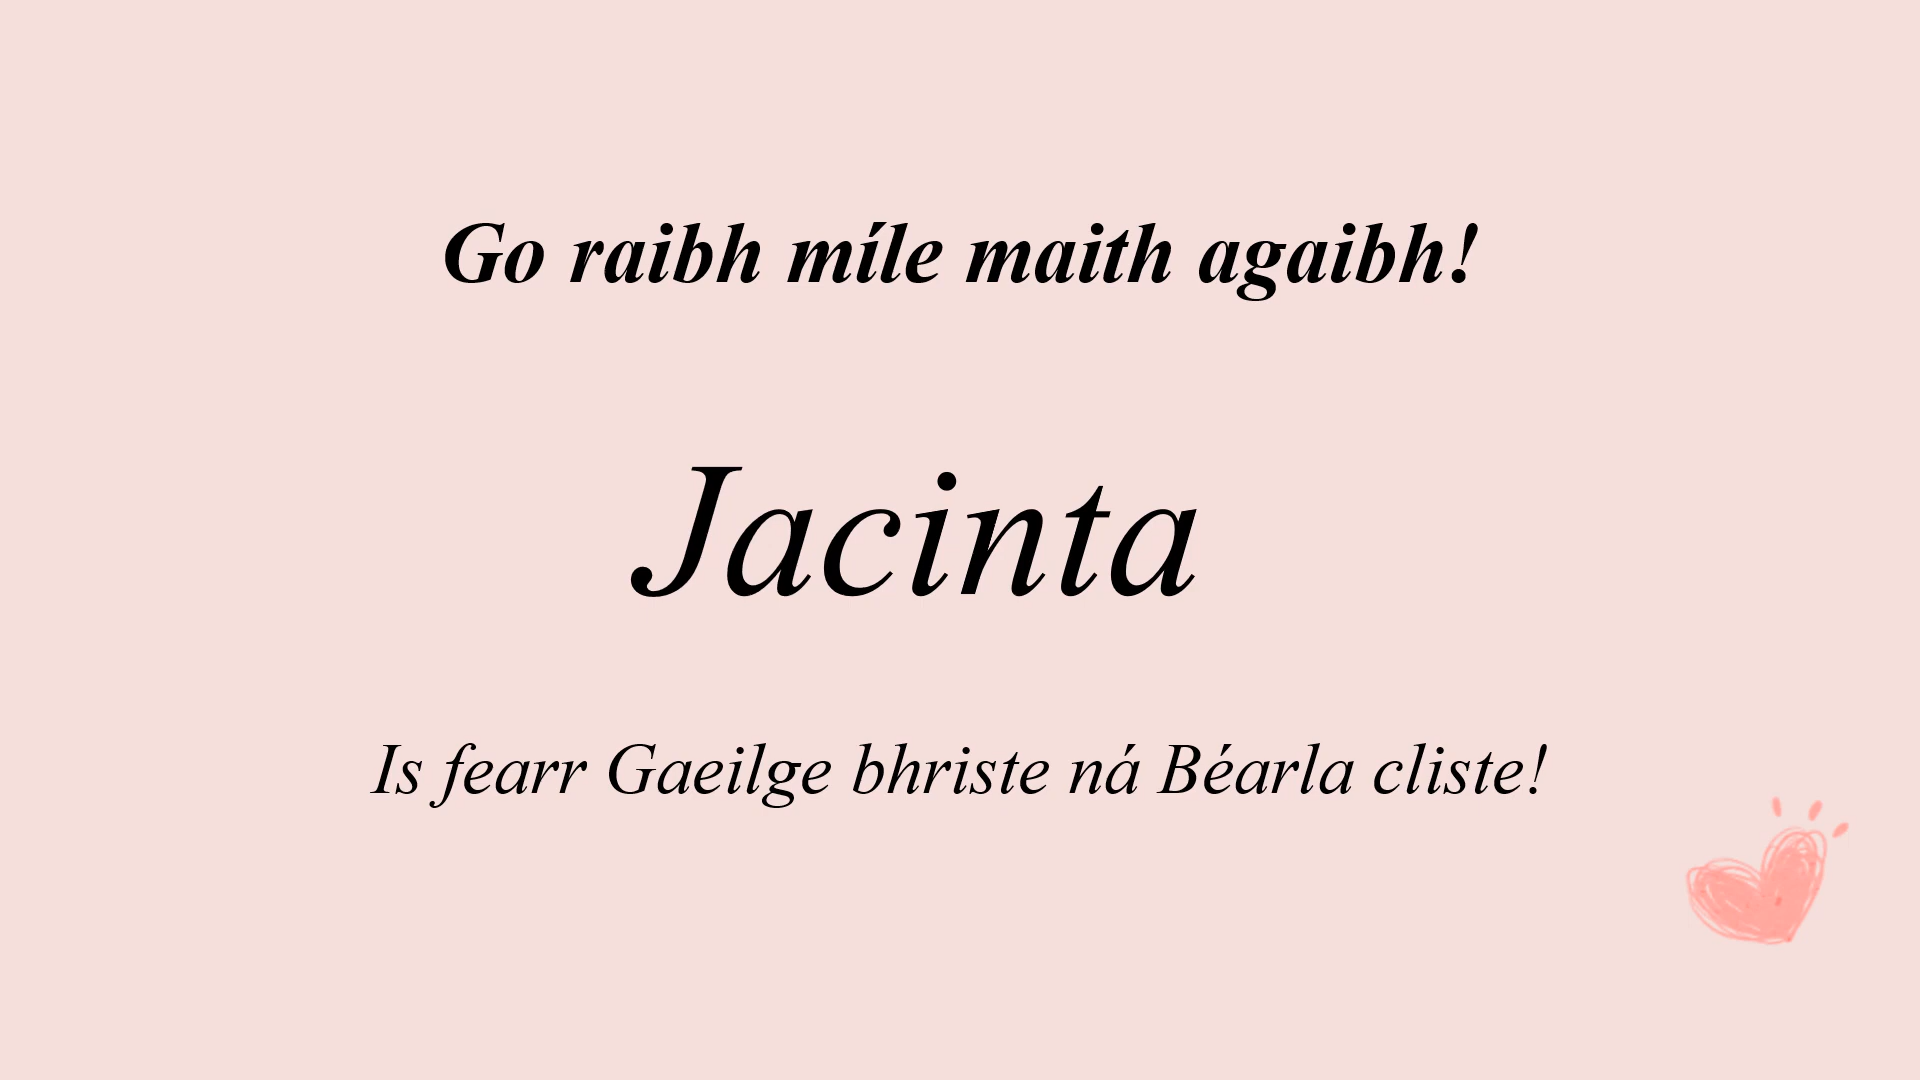 Go raibh míle maith agaibh!
Jacinta
Is fearr Gaeilge bhriste ná Béarla cliste!